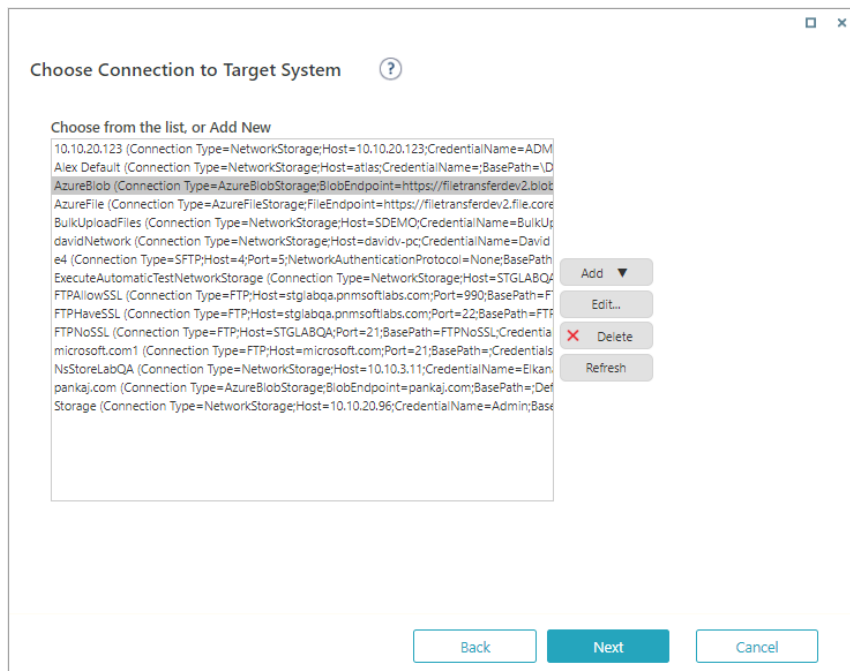 Choose Connection to Target System ?
Choose from the list, or Add New
10.10.20.123 (Connection Type=NetworkStorage;Host=10.10.20.123;CredentialName=ADM
Alex Default (Connection Type=NetworkStorage;Host=atlas;CredentialName=;BasePath=\D
AzureBlob (Connection Type=AzureBlobStorage;BlobEndpoint=https://filetransferdev2.blob
AzureFile (Connection Type=AzureFileStorage;FileEndpoint=https://filetransferdev2.file.core
BulkUploadFiles (Connection Type=NetworkStorage;Host=SDEMO;CredentialName=BulkUp
davidNetwork (Connection Type=NetworkStorage;Host=davidv-pc;CredentialName=David
e4 (Connection Type=SFTP;Host=4;Port=5;NetworkAuthenticationProtocol=None;BasePath
ExecuteAutomaticTestNetworkStorage (Connection Type=NetworkStorage;Host=STGLABQA
FTPAllowSSL (Connection Type=FTP;Host=stglabqa.pnmsoftlabs.com;Port=990;BasePath=FT
FTPHaveSSL (Connection Type=FTP;Host=stglabqa.pnmsoftlabs.com;Port=22;BasePath=FTP
FTPNoSSL (Connection Type=FTP;Host=STGLABQA;Port=21;BasePath=FTPNoSSL;Credentia
microsoft.com1 (Connection Type=FTP;Host=microsoft.com;Port=21;BasePath=;Credentials
NsStoreLabQA (Connection Type=NetworkStorage;Host=10.10.3.11;CredentialName=Elkan
pankaj.com (Connection Type=AzureBlobStorage;BlobEndpoint=pankaj.com;BasePath=;Def
Storage (Connection Type=NetworkStorage;Host=10.10.20.96;CredentialName=Admin;Base
Add
Edit...
Delete
Refresh
Back Next Cancel